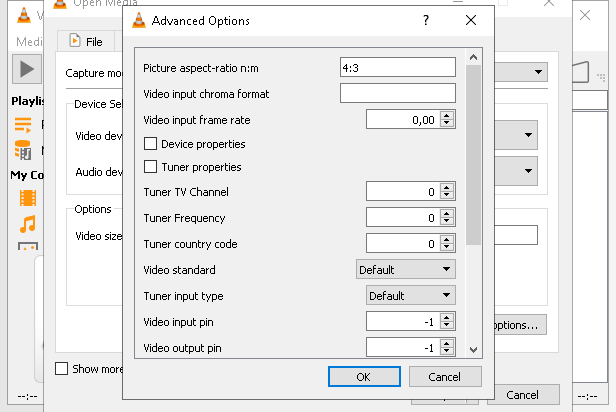 Open Media
Advanced Options
?
Medi
File
Capture mo
Playlis
Device Sel
Video dev
Audio devi
My Co
Options
Video size
Picture aspect-ratio n:m
4:3
Video input chroma format
Video input frame rate
0,00
Device properties
Tuner properties
Tuner TV Channel
0
Tuner Frequency
0
Tuner country code
0
Video standard
Default
Tuner input type
Default
Video input pin
-1
Video output pin
-1
options...
Show more
OK
Cancel
Cancel
--:--
--:--